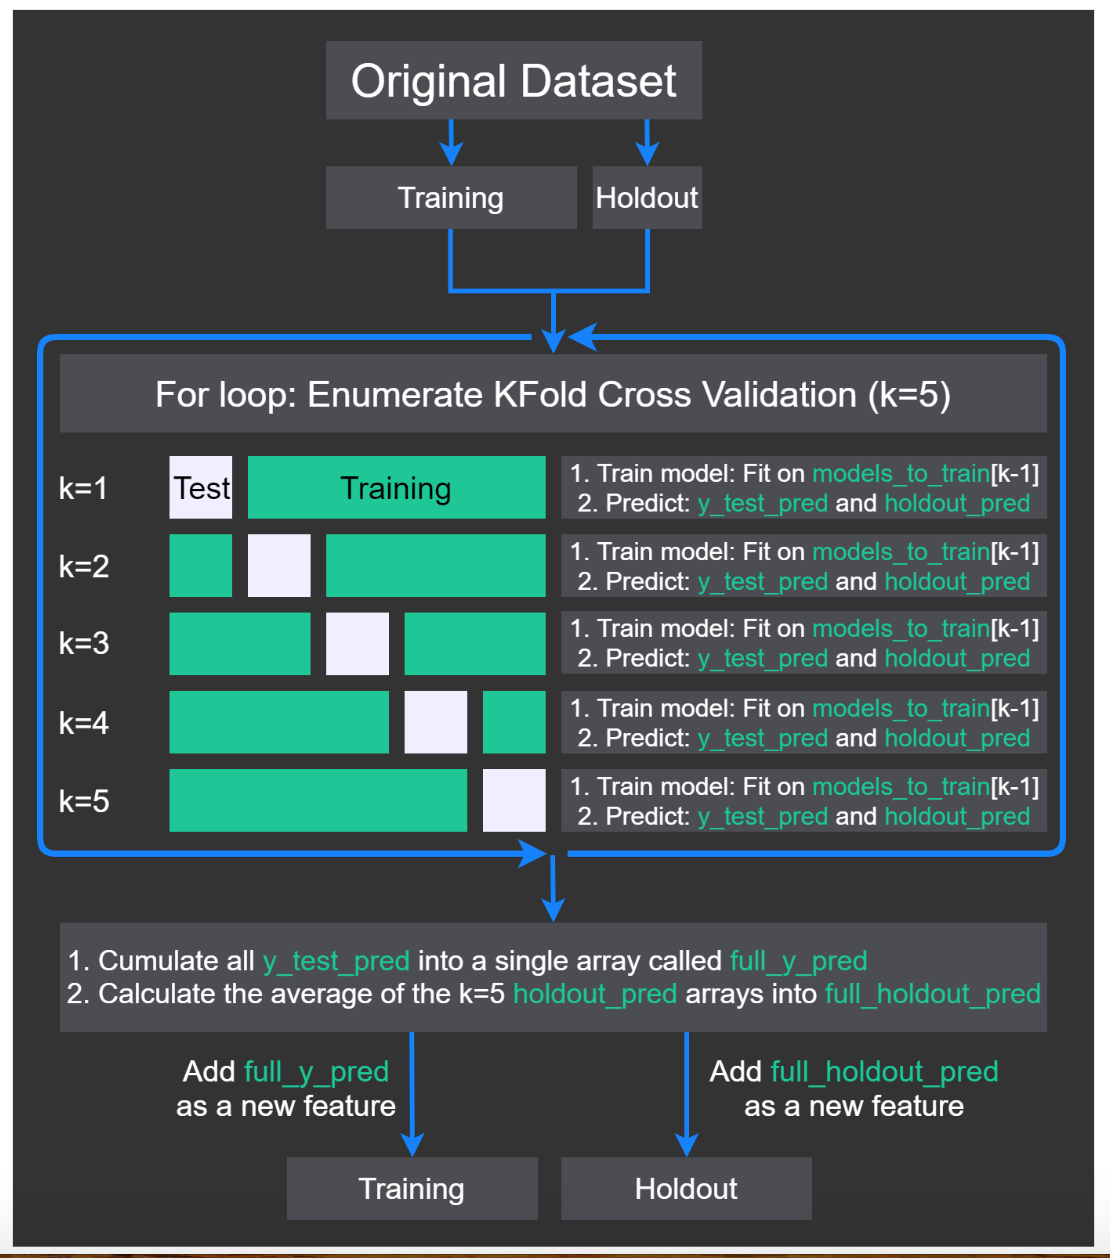 Original Dataset
Training
Holdout
For loop: Enumerate KFold Cross Validation (k=5)
k=1
Test
Training
1. Train model: Fit on models_to_train[k-1]
2. Predict: y_test_pred and holdout_pred
k=2
1. Train model: Fit on models_to_train[k-1]
2. Predict: y_test_pred and holdout_pred
k=3
1. Train model: Fit on models_to_train[k-1]
2. Predict: y_test_pred and holdout_pred
k=4
1. Train model: Fit on models_to_train[k-1]
2. Predict: y_test_pred and holdout_pred
k=5
1. Train model: Fit on models_to_train[k-1]
2. Predict: y_test_pred and holdout_pred
1. Cumulate all y_test_pred into a single array called full_y_pred
2. Calculate the average of the k=5 holdout_pred arrays into full_holdout_pred
Add full_y_pred
as a new feature
Add full_holdout_pred
as a new feature
Training
Holdout